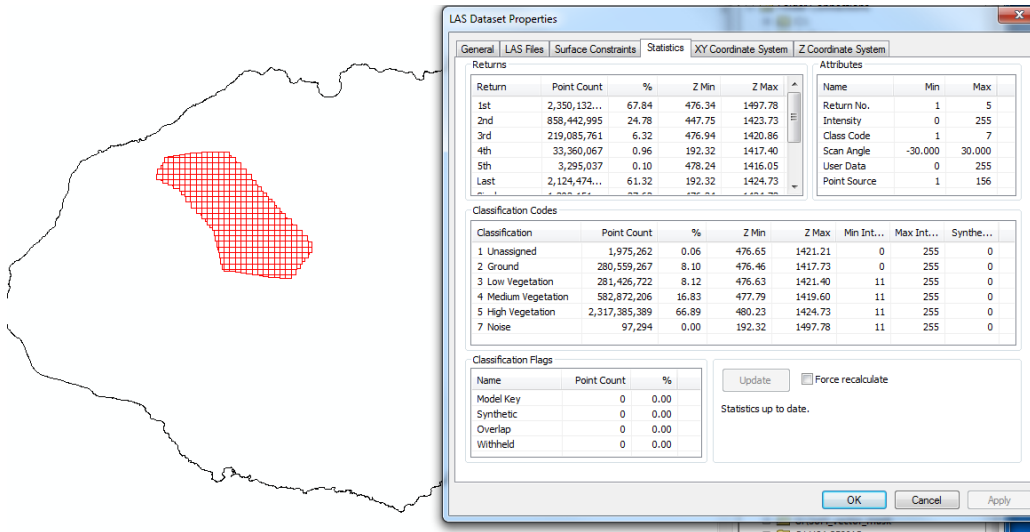 LAS Dataset Properties
General LAS Files Surface Constraints Statistics XY Coordinate System Z Coordinate System
Returns
Return Point Count % Z Min Z Max
1st 2,350,132... 67.84 476.34 1497.78
2nd 858,442,995 24.78 447.75 1423.73
3rd 219,085,761 6.32 476.94 1420.86
4th 33,360,067 0.96 192.32 1417.40
5th 3,295,037 0.10 478.24 1416.05
Last 2,124,474... 61.32 192.32 1424.73
Attributes
Name Min Max
Return No. 1 5
Intensity 0 255
Class Code 1 7
Scan Angle -30.000 30.000
User Data 0 255
Point Source 1 156
Classification Codes
Classification Point Count % Z Min Z Max Min Int... Max Int... Synthe...
1 Unassigned 1,975,262 0.06 476.65 1421.21 0 255 0
2 Ground 280,559,267 8.10 476.46 1417.73 0 255 0
3 Low Vegetation 281,426,722 8.12 476.63 1421.40 11 255 0
4 Medium Vegetation 582,872,206 16.83 477.79 1419.60 11 255 0
5 High Vegetation 2,317,385,389 66.89 480.23 1424.73 11 255 0
7 Noise 97,294 0.00 192.32 1497.78 11 255 0
Classification Flags
Name Point Count %
Model Key 0 0.00
Synthetic 0 0.00
Overlap 0 0.00
Withheld 0 0.00
Update Force recalculate
Statistics up to date.
OK Cancel Apply